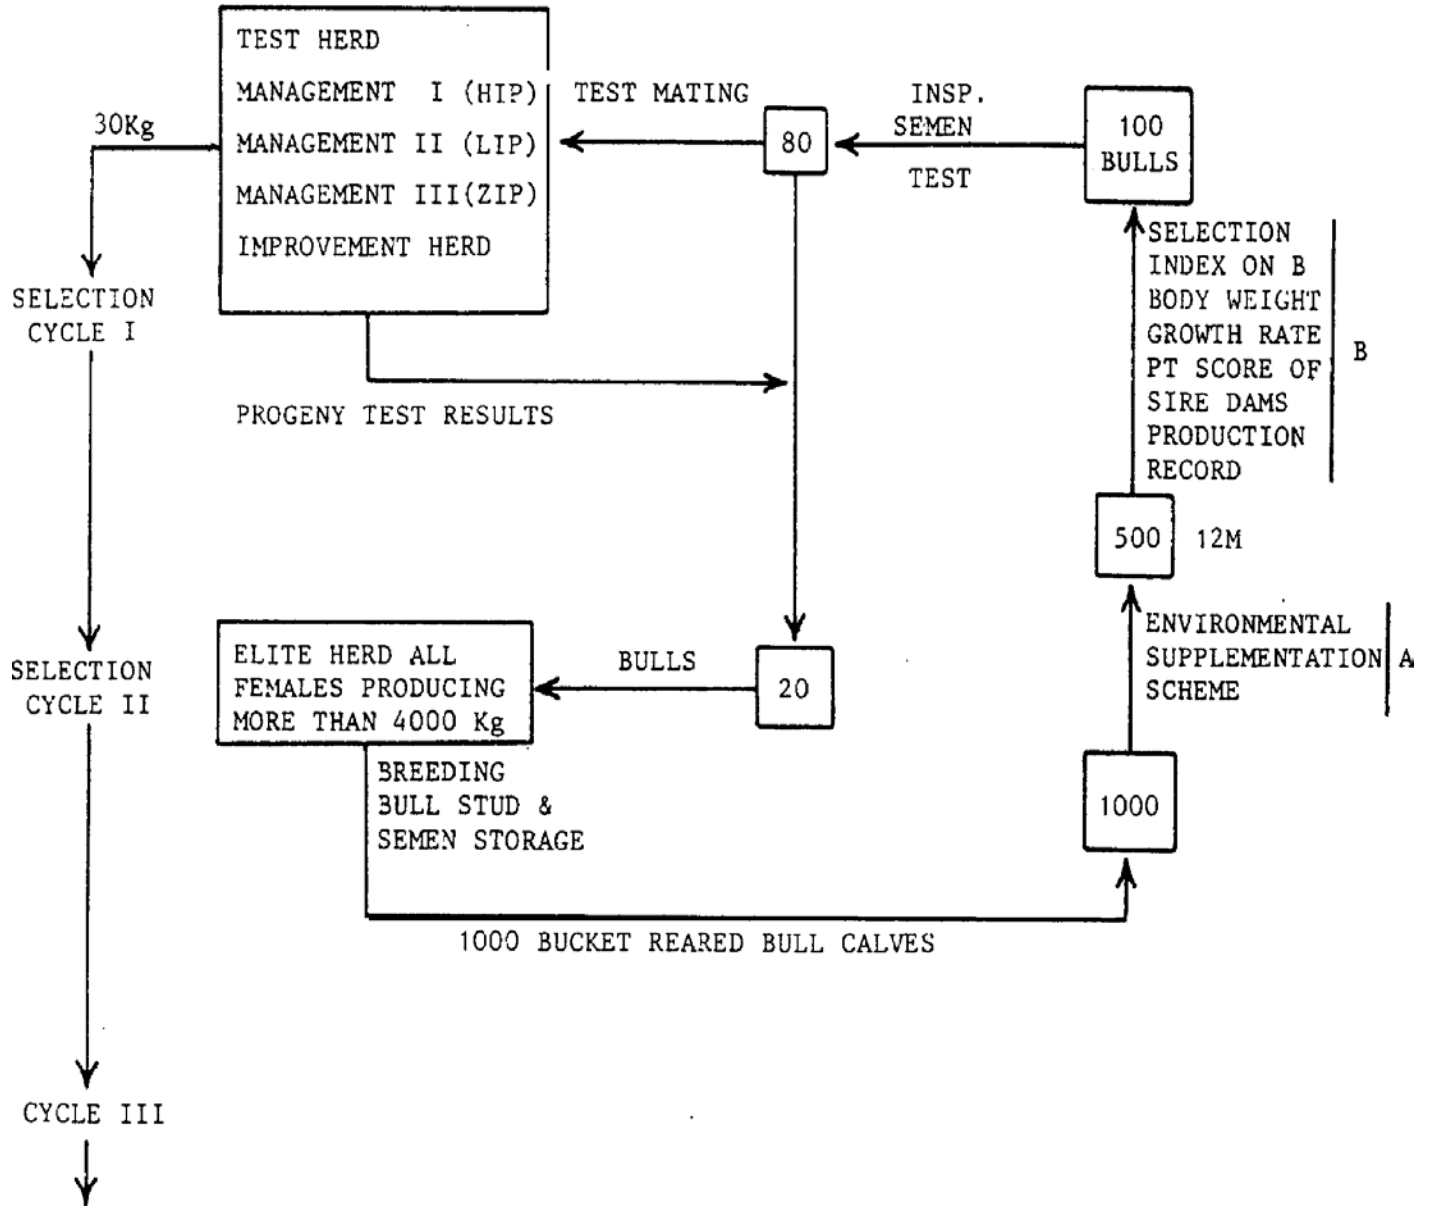 TEST HERD
MANAGEMENT I (HIP)
MANAGEMENT II (LIP)
MANAGEMENT III(ZIP)
IMPROVEMENT HERD
30Kg
TEST MATING
80
INSP.
SEMEN
TEST
100
BULLS
SELECTION
CYCLE I
SELECTION
INDEX ON B
BODY WEIGHT
GROWTH RATE
PT SCORE OF
SIRE DAMS
PRODUCTION
RECORD
B
PROGENY TEST RESULTS
500
12M
ENVIRONMENTAL
SUPPLEMENTATION
SCHEME
A
SELECTION
CYCLE II
ELITE HERD ALL
FEMALES PRODUCING
MORE THAN 4000 Kg
BULLS
20
BREEDING
BULL STUD &
SEMEN STORAGE
1000
1000 BUCKET REARED BULL CALVES
CYCLE III